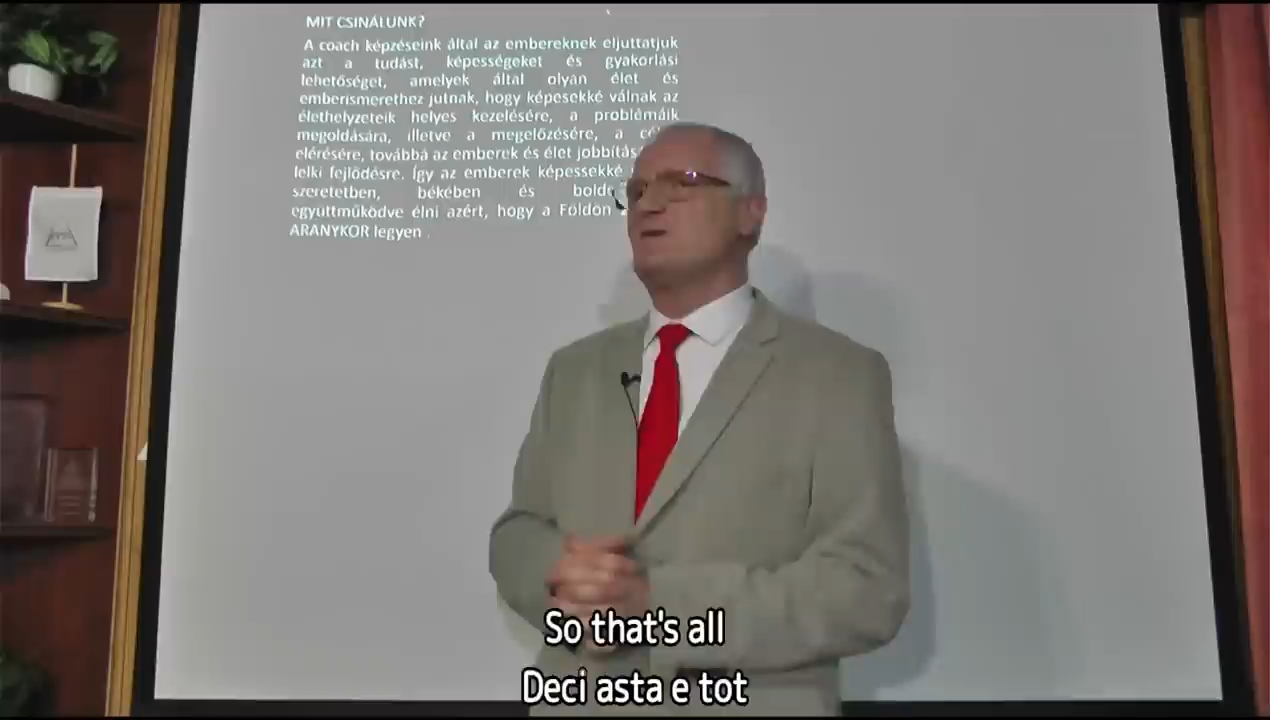 MIT CSINÁLUNK?
A coach képzéseink által az embereknek eljuttatjuk
azt a tudást, képességeket és gyakorlási
lehetőséget, amelyek által olyan élet és
emberismerethez jutnak, hogy képesekké válnak az
élethelyzeteik helyes kezelésére, a problémáik
megoldására, illetve a megelőzésére, a
elérésére, továbbá az emberek és élet
lelki fejlődésre. Így az emberek képessekké
szeretetben, békében és
együttműködve élni azért, hogy a Földön
ARANYKOR legyen .
So that's all
Deci asta e tot